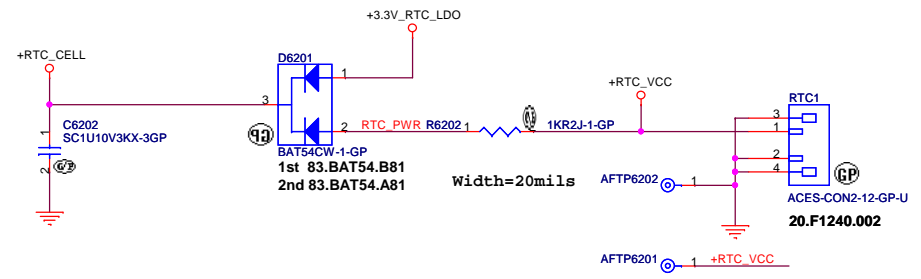 +3.3V_RTC_LDO
+RTC_CELL
D6201
1
3
2
RTC_PWR
R6202
1
2
1KR2J-1-GP
+RTC_VCC
RTC1
3
1
2
4
GP
ACES-CON2-12-GP-U
20.F1240.002
C6202
SC1U10V3KX-3GP
1
2
GP
BAT54CW-1-GP
1st 83.BAT54.B81
2nd 83.BAT54.A81
Width=20mils
AFTP6202
1
AFTP6201
1
+RTC_VCC